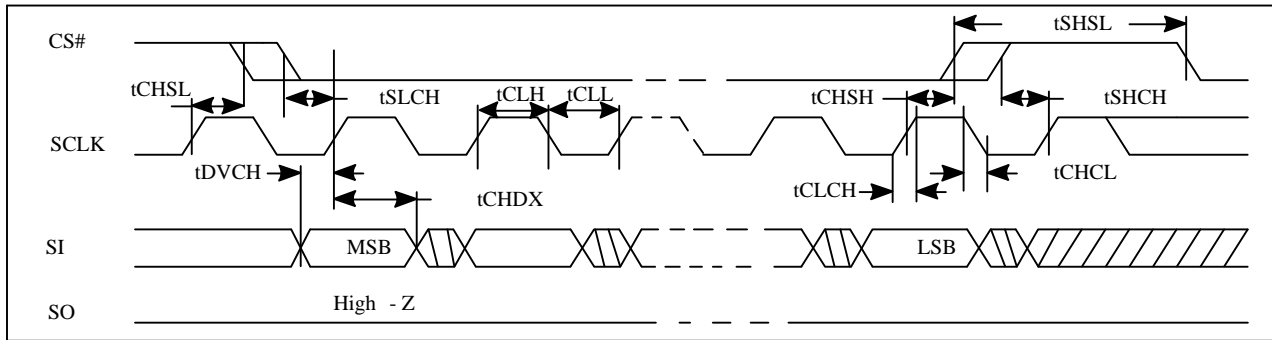 CS#
tSHSL
tCHSL
tSLCH
tCLH
tCLL
tCHSH
tSHCH
SCLK
tDVCH
tCHDX
tCLCH
tCHCL
SI
MSB
LSB
SO
High - Z